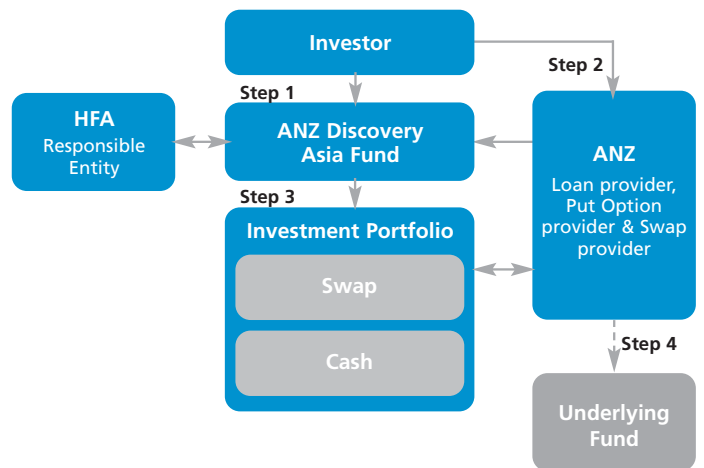 Investor
Step 2
Step 1
HFA
Responsible
Entity
ANZ Discovery
Asia Fund
ANZ
Loan provider,
Put Option
provider & Swap
provider
Step 3
Investment Portfolio
Swap
Cash
Step 4
Underlying
Fund